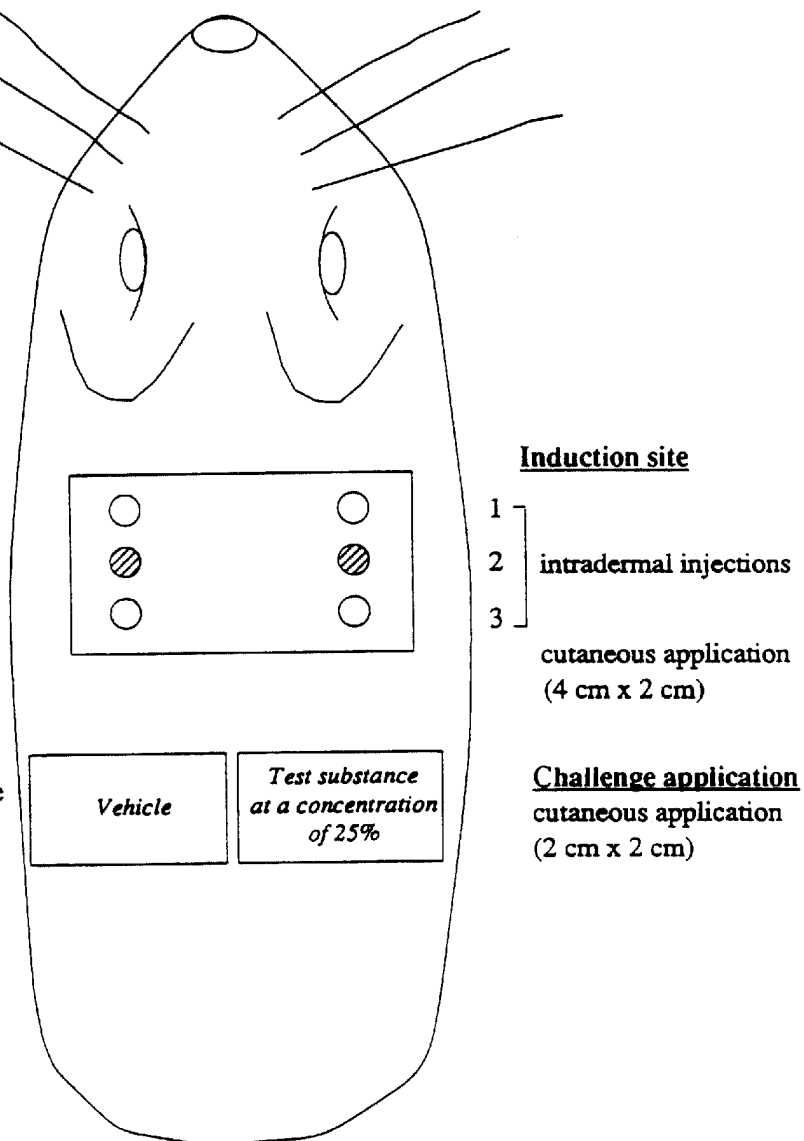 Induction site
1
2 intradermal injections
3
cutaneous application
(4 cm x 2 cm)
Vehicle
Test substance
at a concentration
of 25%
Challenge application
cutaneous application
(2 cm x 2 cm)